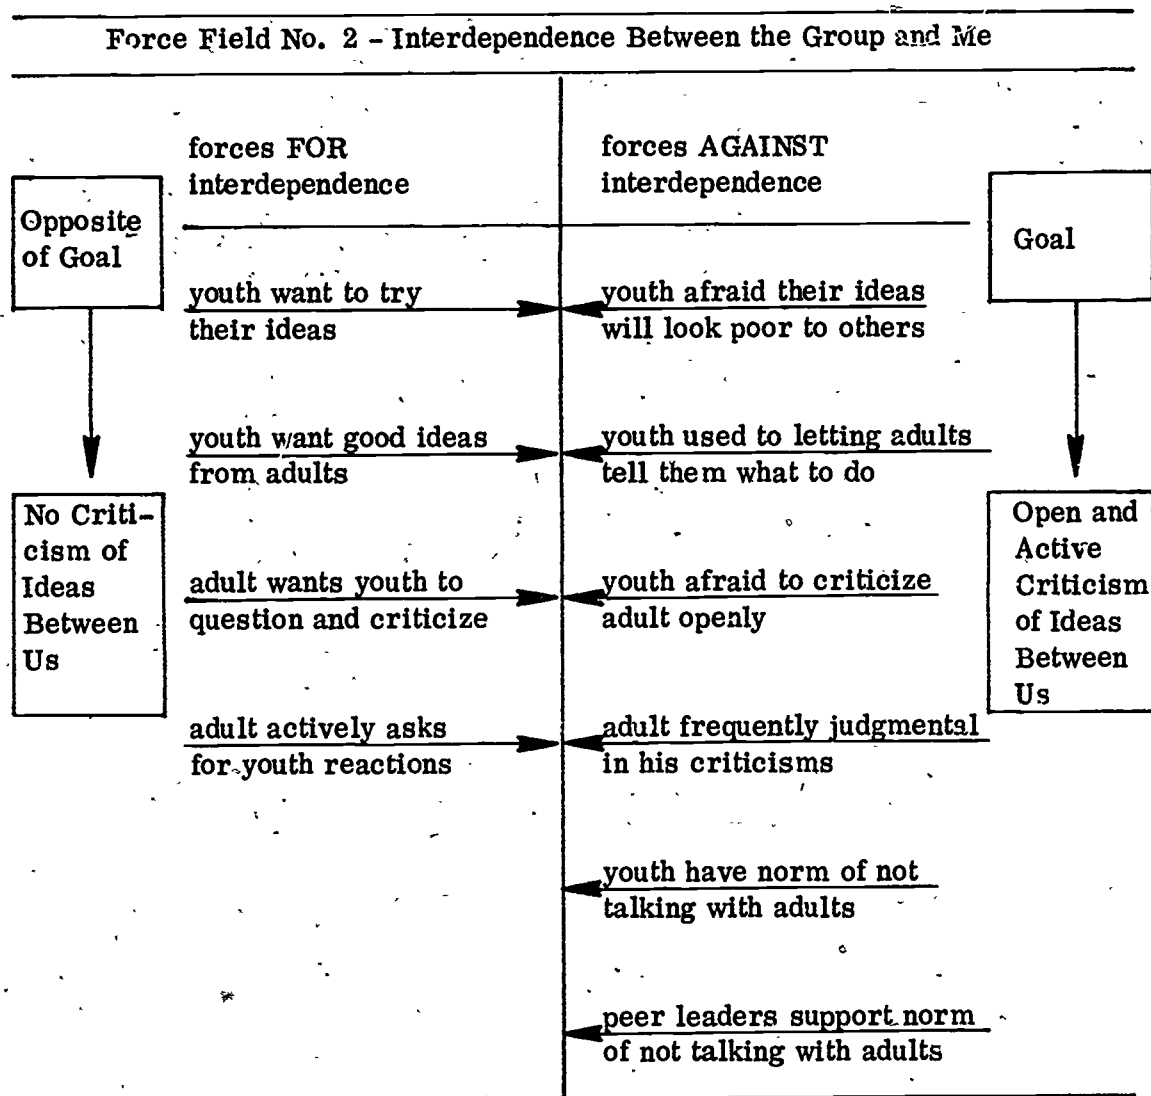 Force Field No. 2 - Interdependence Between the Group and Me
forces FOR
interdependence
forces AGAINST
interdependence
Opposite
of Goal
Goal
youth want to try
their ideas
youth afraid their ideas
will look poor to others
youth want good ideas
from adults
youth used to letting adults
tell them what to do
No Criti-
cism of
Ideas
Between
Us
Open and
Active
Criticism
of Ideas
Between
Us
adult wants youth to
question and criticize
youth afraid to criticize
adult openly
adult actively asks
for youth reactions
adult frequently judgmental
in his criticisms
youth have norm of not
talking with adults
peer leaders support norm
of not talking with adults